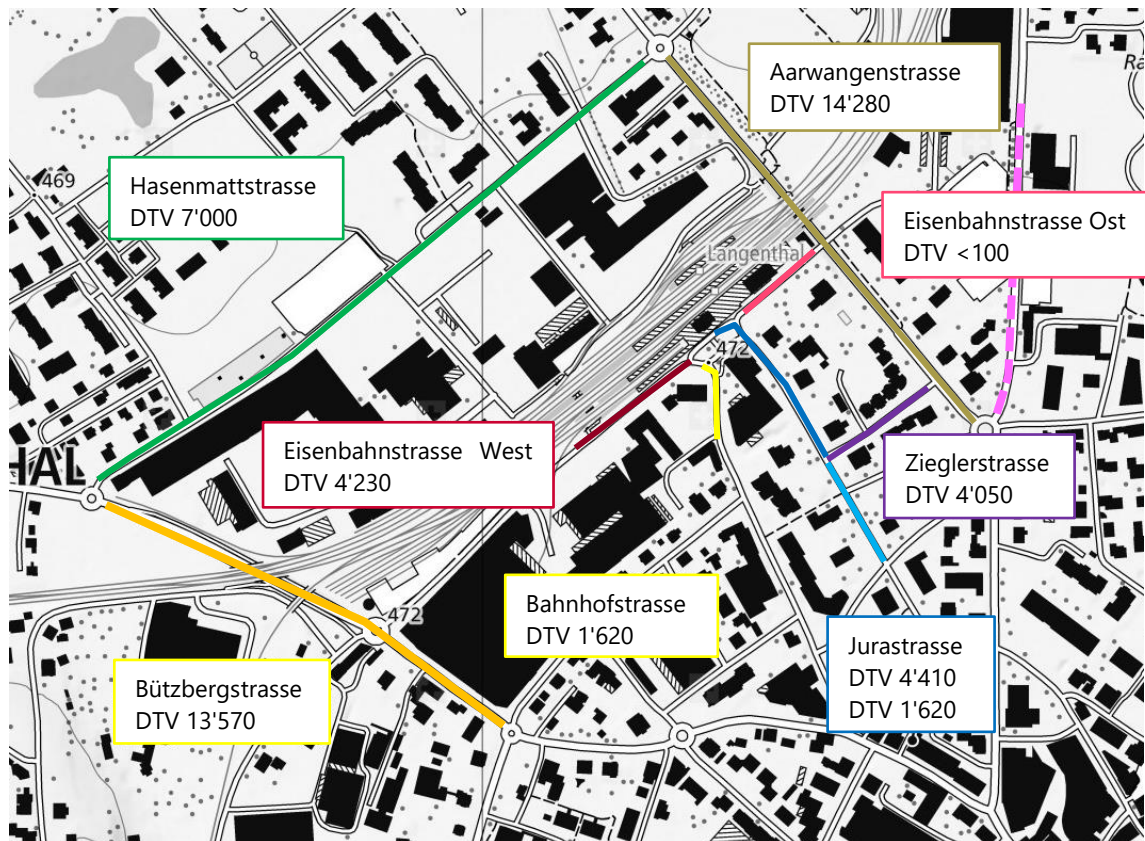 Aarwangenstrasse
DTV 14'280
Ra
469
Hasenmattstrasse
DTV 7'000
Eisenbahnstrasse Ost
DTV <100
Langenthal
472
Eisenbahnstrasse West
DTV 4'230
HAL
Zieglerstrasse
DTV 4'050
Bahnhofstrasse
DTV 1'620
472
Jurastrasse
DTV 4'410
DTV 1'620
Bützbergstrasse
DTV 13'570